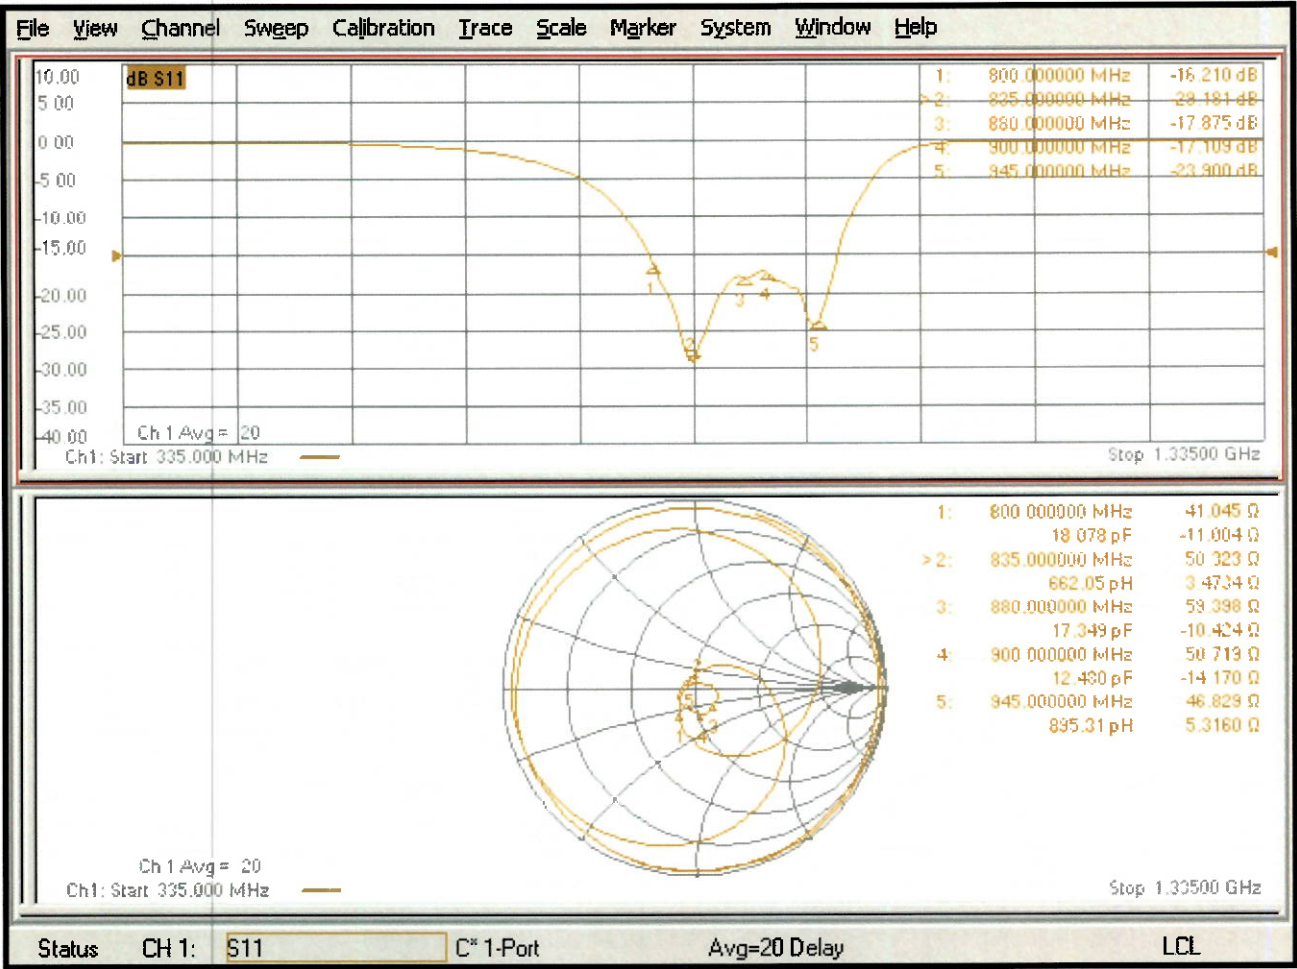 File View Channel Sweep Calibration Trace Scale Marker System Window Help
dB S11
10.00
5.00
0.00
-5.00
-10.00
-15.00
-20.00
-25.00
-30.00
-35.00
-40.00
1: 800.000000 MHz -16.210 dB
>2: 835.000000 MHz -28.181 dB
3: 880.000000 MHz -17.875 dB
4: 900.000000 MHz -17.109 dB
5: 945.000000 MHz -23.900 dB
1
2
3
4
5
Ch 1 Avg = 20
Ch1: Start 335.000 MHz
Stop 1.33500 GHz
1: 800.000000 MHz 41.045 Ω
18.078 pF -11.004 Ω
>2: 835.000000 MHz 50.323 Ω
662.05 pH 3.4734 Ω
3: 880.000000 MHz 59.398 Ω
17.349 pF -10.424 Ω
4: 900.000000 MHz 50.719 Ω
12.480 pF -14.170 Ω
5: 945.000000 MHz 46.829 Ω
895.31 pH 5.3160 Ω
2
5
3
1
4
Ch 1 Avg = 20
Ch1: Start 335.000 MHz
Stop 1.33500 GHz
Status CH 1: S11 C* 1-Port Avg=20 Delay LCL